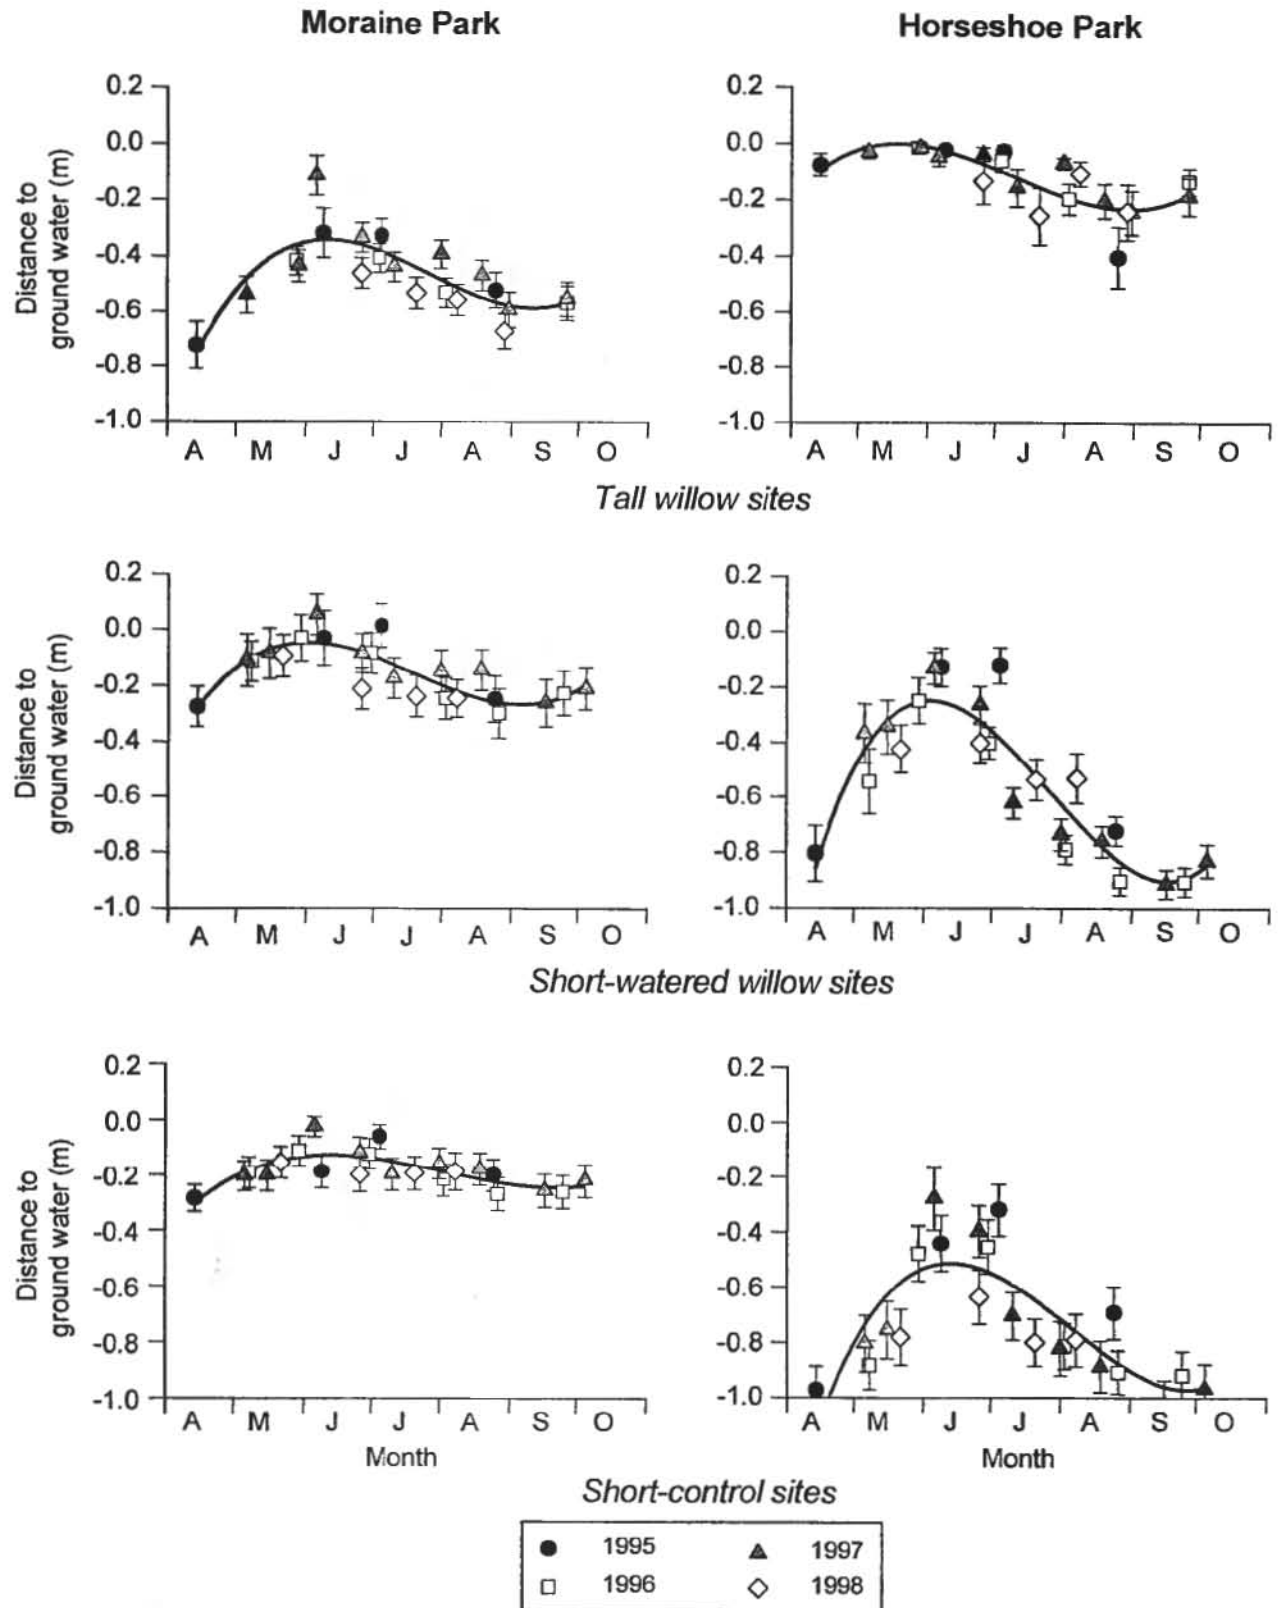 Moraine Park
Horseshoe Park
Distance to
ground water (m)
0.2
0.0
-0.2
-0.4
-0.6
-0.8
-1.0
A M J J A S O
0.2
0.0
-0.2
-0.4
-0.6
-0.8
-1.0
A M J J A S O
Tall willow sites
Distance to
ground water (m)
0.2
0.0
-0.2
-0.4
-0.6
-0.8
-1.0
A M J J A S O
0.2
0.0
-0.2
-0.4
-0.6
-0.8
-1.0
A M J J A S O
Short-watered willow sites
Distance to
ground water (m)
0.2
0.0
-0.2
-0.4
-0.6
-0.8
-1.0
A M J J A S O
Month
0.2
0.0
-0.2
-0.4
-0.6
-0.8
-1.0
A M J J A S O
Month
Short-control sites
1995 1997
1996 1998